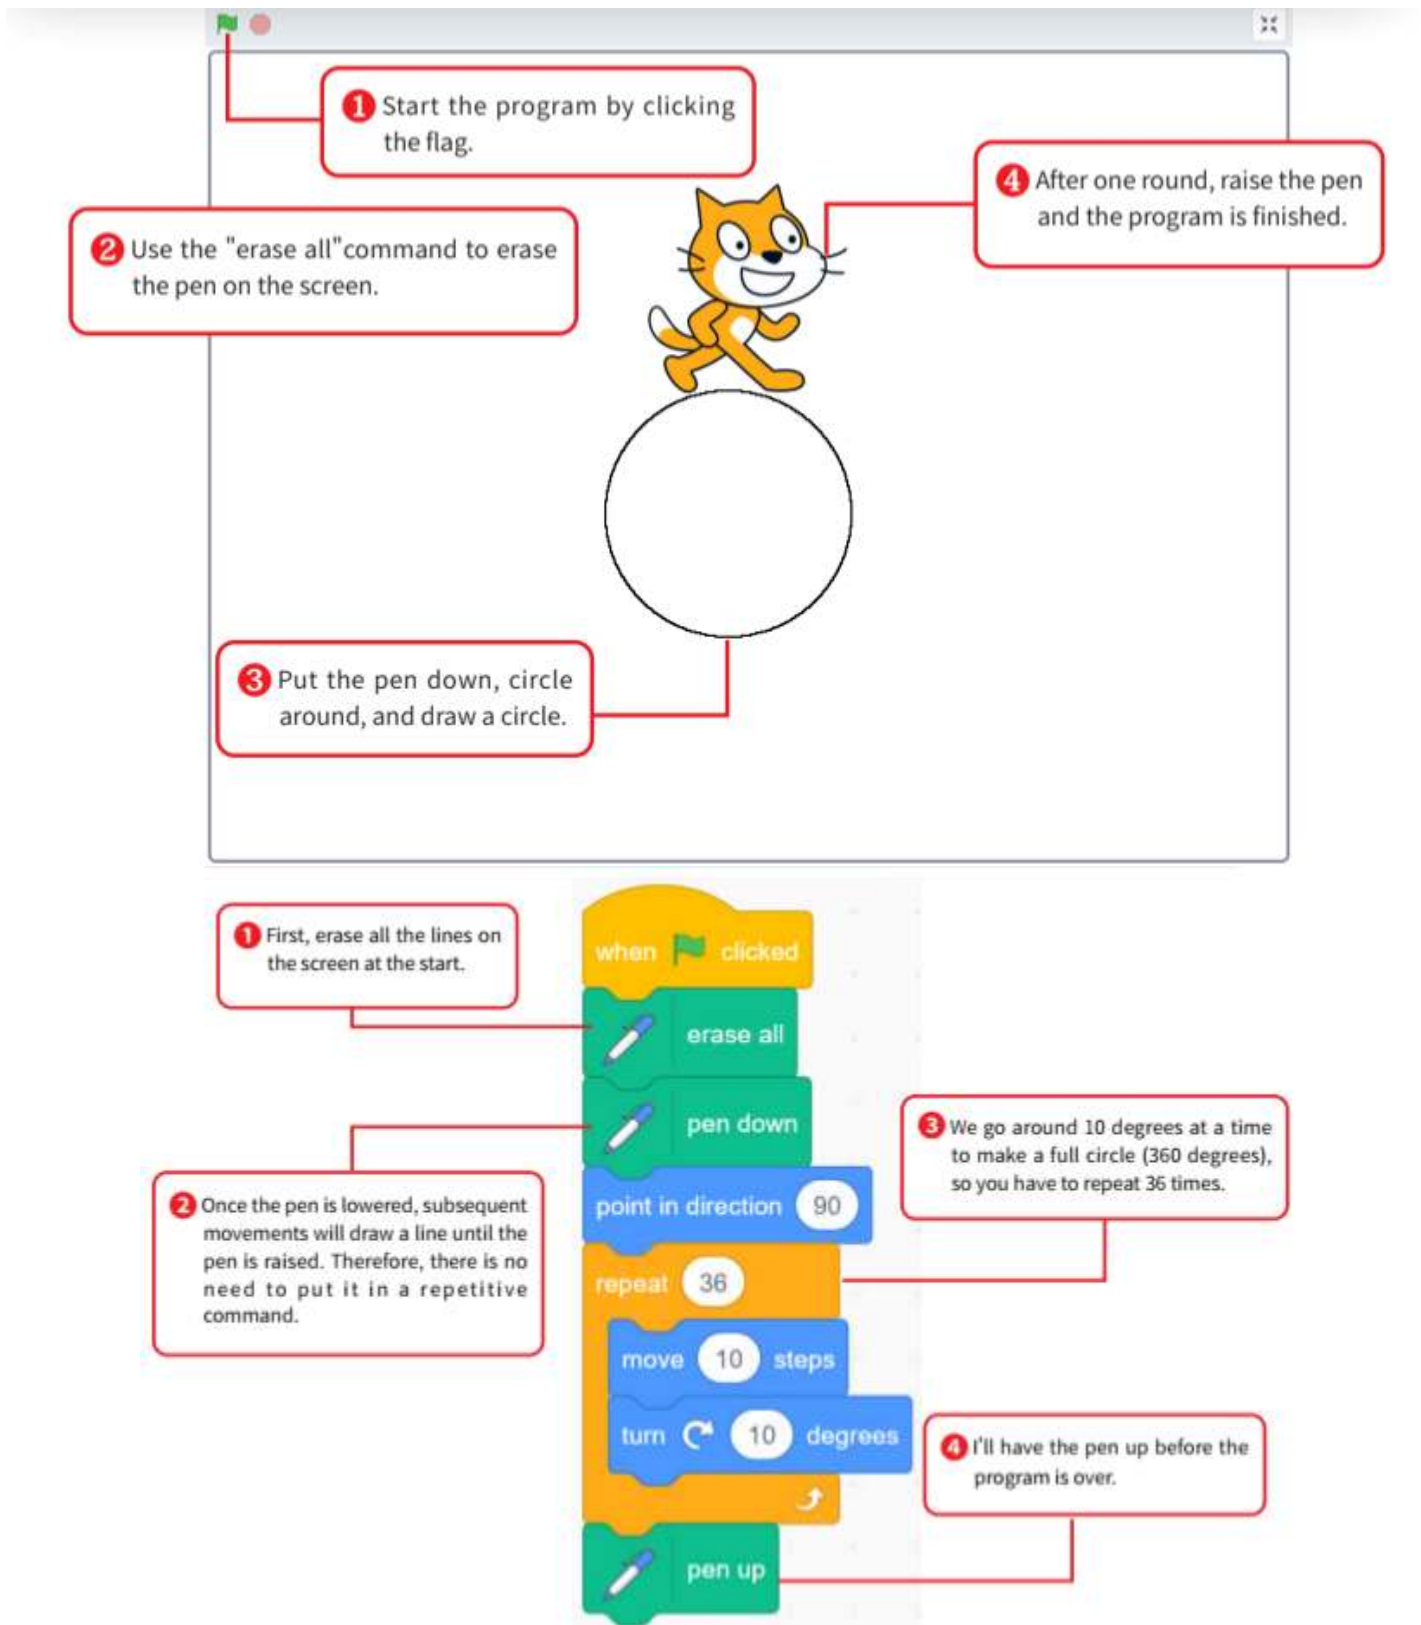 ❶ Start the program by clicking
the flag.
❹ After one round, raise the pen
and the program is finished.
❷ Use the "erase all"command to erase
the pen on the screen.
❸ Put the pen down, circle
around, and draw a circle.
❶ First, erase all the lines on
the screen at the start.
when clicked
erase all
pen down
❸ We go around 10 degrees at a time
to make a full circle (360 degrees),
so you have to repeat 36 times.
❷ Once the pen is lowered, subsequent
movements will draw a line until the
pen is raised. Therefore, there is no
need to put it in a repetitive
command.
point in direction 90
repeat 36
move 10 steps
turn 10 degrees
❹ I'll have the pen up before the
program is over.
pen up